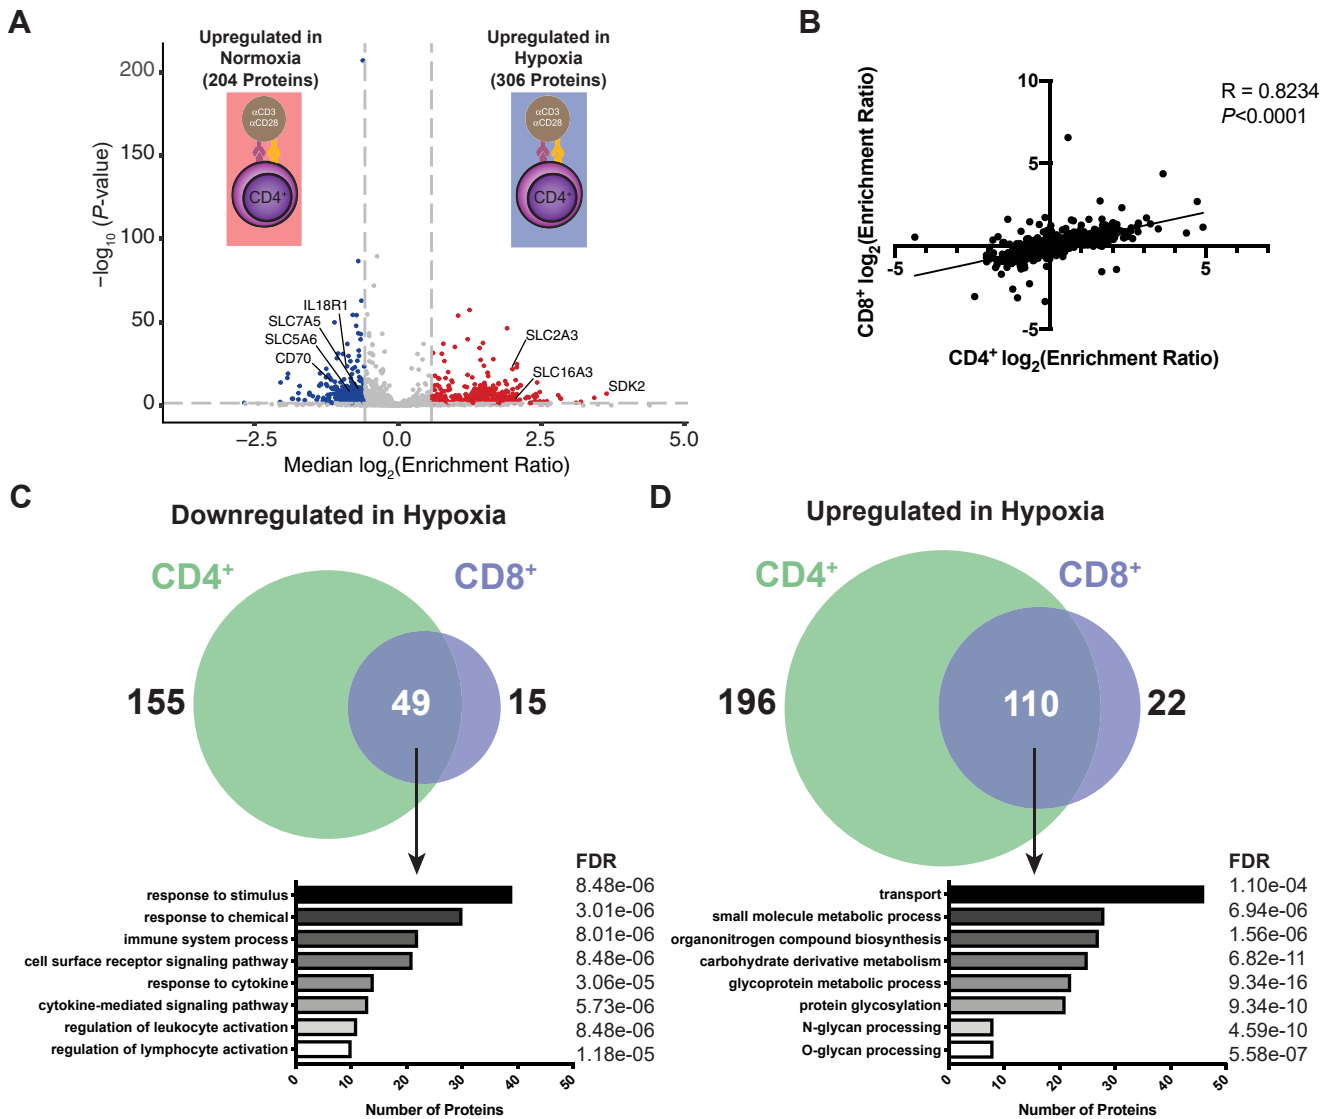 A
Upregulated in
Normoxia
(204 Proteins)
Upregulated in
Hypoxia
(306 Proteins)
αCD3
αCD28
CD4+
αCD3
αCD28
CD4+
−log10 (P-value)
200
150
100
50
0
IL18R1
SLC7A5
SLC5A6
CD70
SLC2A3
SLC16A3
SDK2
−2.5
0.0
2.5
5.0
Median log2(Enrichment Ratio)
B
R = 0.8234
P<0.0001
CD8+ log2(Enrichment Ratio)
10
5
-5
-5
5
CD4+ log2(Enrichment Ratio)
C
Downregulated in Hypoxia
CD4+
CD8+
155
49
15
FDR
response to stimulus 8.48e-06
response to chemical 3.01e-06
immune system process 8.01e-06
cell surface receptor signaling pathway 8.48e-06
response to cytokine 3.06e-05
cytokine-mediated signaling pathway 5.73e-06
regulation of leukocyte activation 8.48e-06
regulation of lymphocyte activation 1.18e-05
0 10 20 30 40 50
Number of Proteins
D
Upregulated in Hypoxia
CD4+
CD8+
196
110
22
FDR
transport 1.10e-04
small molecule metabolic process 6.94e-06
organonitrogen compound biosynthesis 1.56e-06
carbohydrate derivative metabolism 6.82e-11
glycoprotein metabolic process 9.34e-16
protein glycosylation 9.34e-10
N-glycan processing 4.59e-10
O-glycan processing 5.58e-07
0 10 20 30 40 50
Number of Proteins